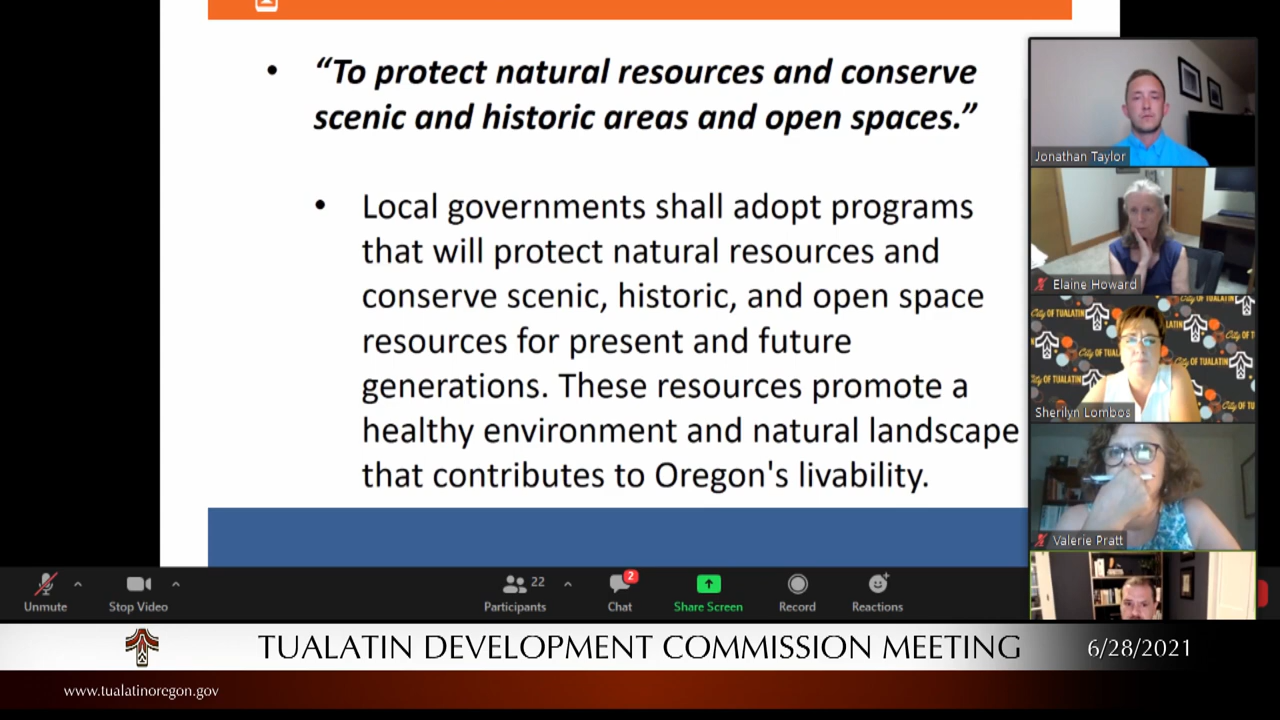 • “To protect natural resources and conserve
scenic and historic areas and open spaces.”
• Local governments shall adopt programs
that will protect natural resources and
conserve scenic, historic, and open space
resources for present and future
generations. These resources promote a
healthy environment and natural landscape
that contributes to Oregon's livability.
Jonathan Taylor
Elaine Howard
City OF TUALATIN
Sherilyn Lombos
Valerie Pratt
Unmute
Stop Video
22
Participants
2
Chat
Share Screen
Record
Reactions
TUALATIN DEVELOPMENT COMMISSION MEETING
6/28/2021
www.tualatinoregon.gov